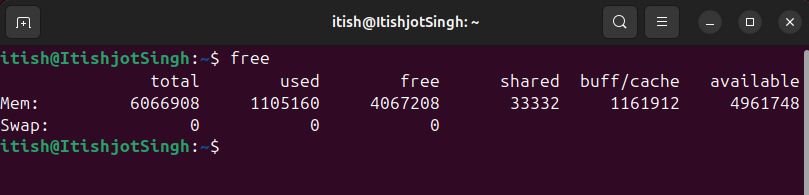 itish@ItishjotSingh: ~
itish@ItishjotSingh:~$ free
               total        used        free      shared  buff/cache   available
Mem:         6066908     1105160     4067208       33332     1161912     4961748
Swap:              0           0           0
itish@ItishjotSingh:~$